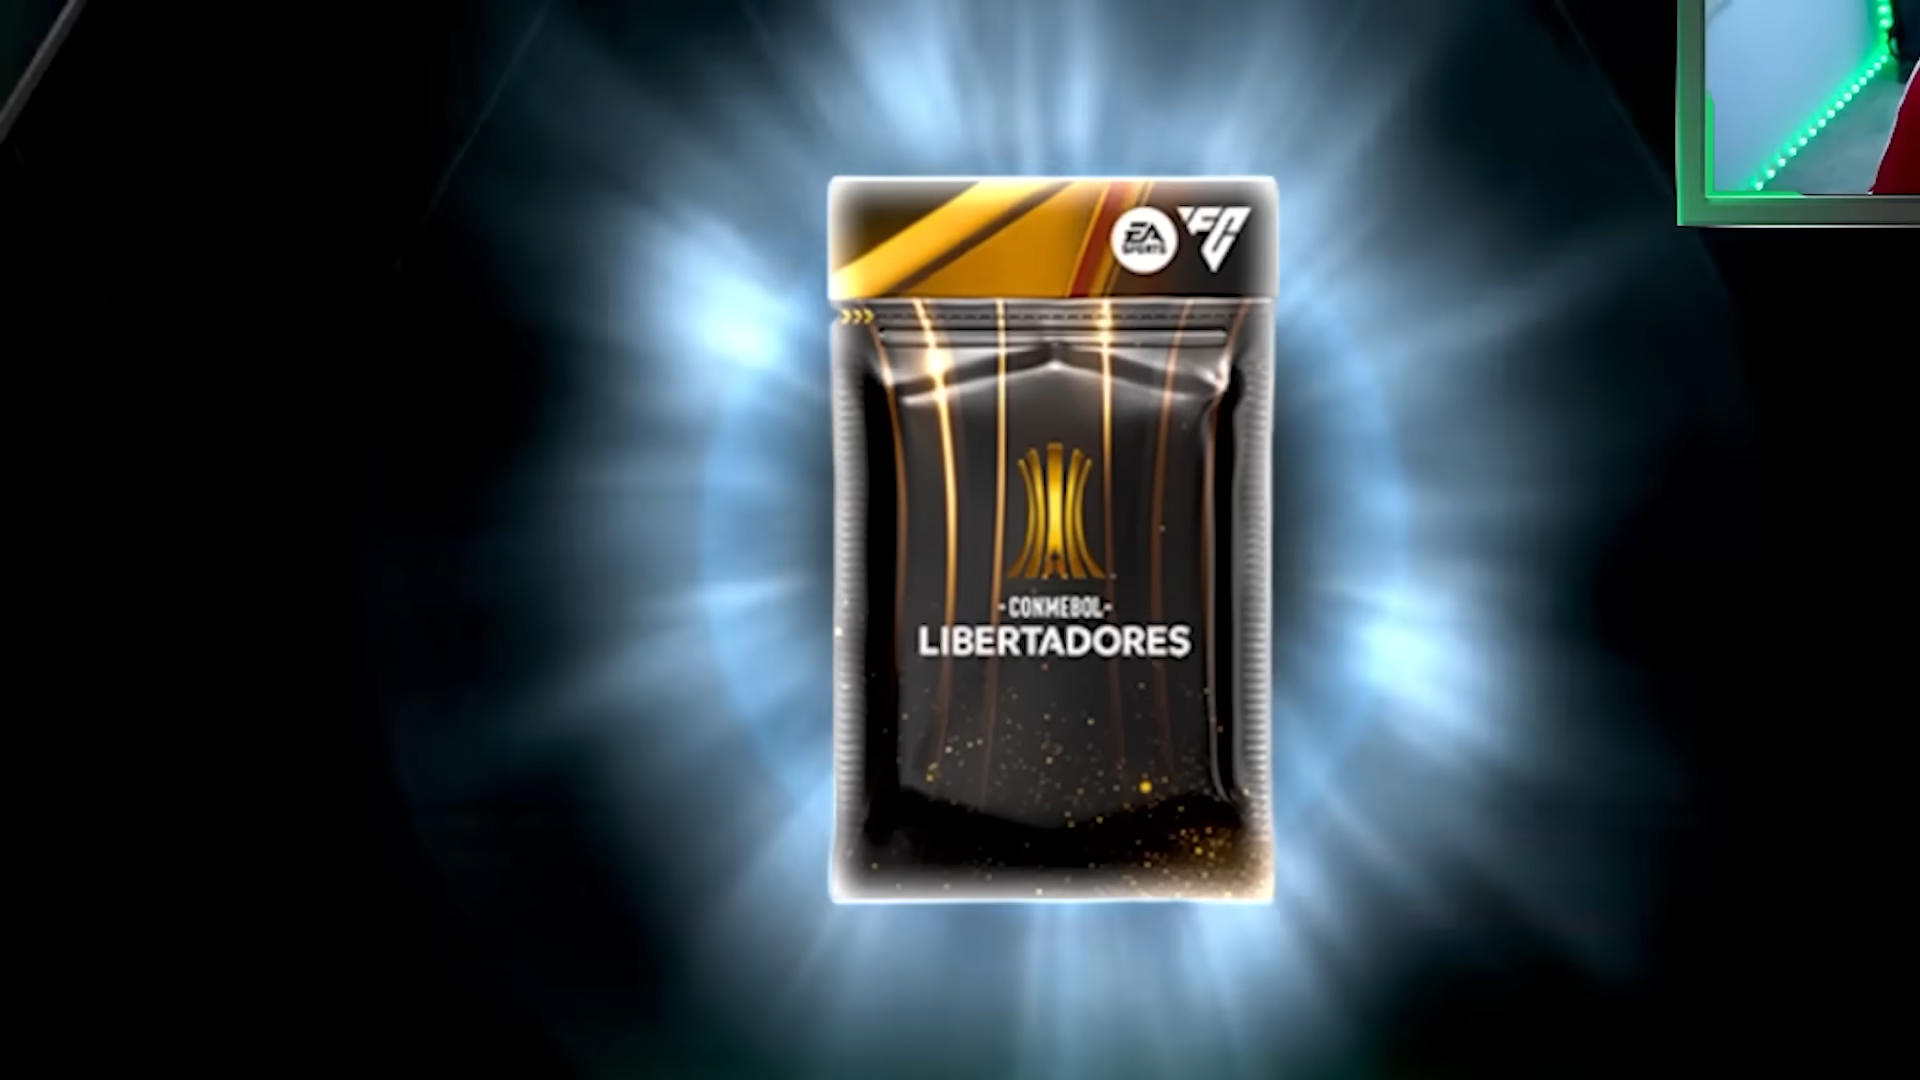 EA
SPORTS
FC
>>>
-CONMEBOL-
LIBERTADORES